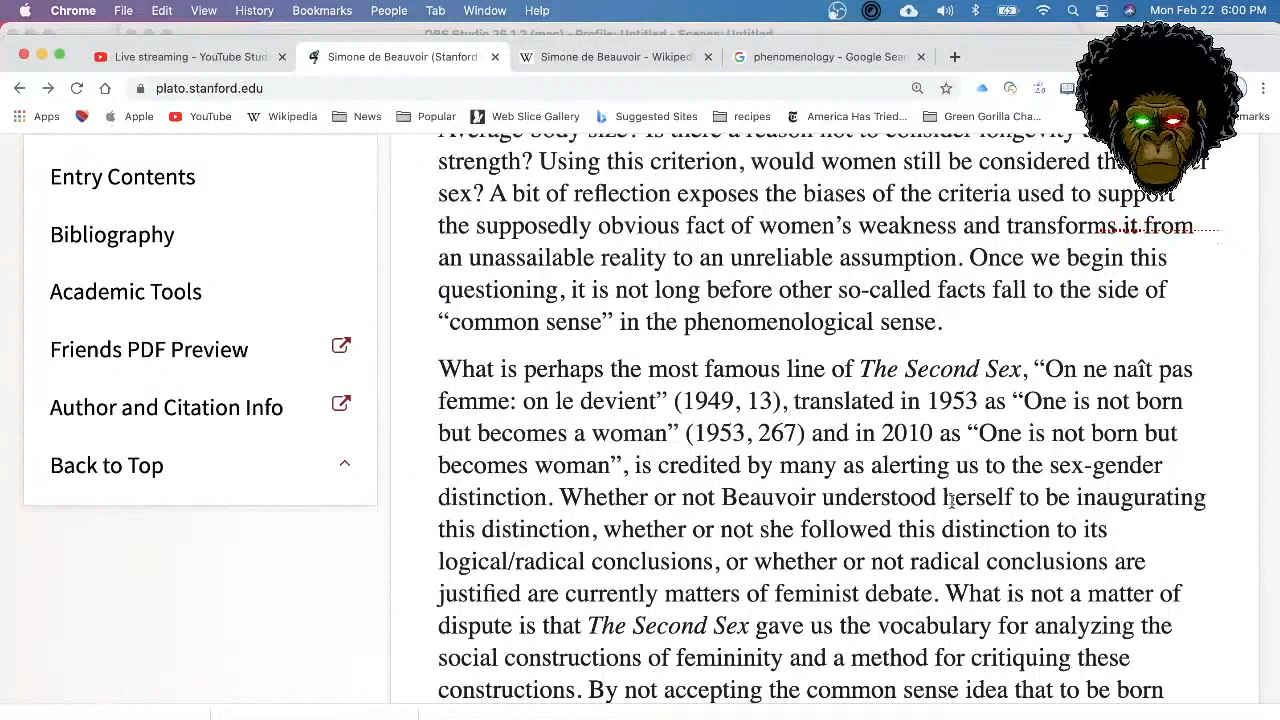 Chrome File Edit View History Bookmarks People Tab Window Help Mon Feb 22 6:00 PM
Live streaming - YouTube Studi Simone de Beauvoir (Stanford Simone de Beauvoir - Wikiped phenomenology - Google Sear
plato.stanford.edu
Apps Apple YouTube Wikipedia News Popular Web Slice Gallery Suggested Sites recipes America Has Tried... Green Gorilla Cha...
Entry Contents
Bibliography
Academic Tools
Friends PDF Preview
Author and Citation Info
Back to Top
Average body size? Is there a reason not to consider longevity
strength? Using this criterion, would women still be considered
sex? A bit of reflection exposes the biases of the criteria used to support
the supposedly obvious fact of women’s weakness and transforms it from
an unassailable reality to an unreliable assumption. Once we begin this
questioning, it is not long before other so-called facts fall to the side of
“common sense” in the phenomenological sense.
What is perhaps the most famous line of The Second Sex, “On ne naît pas
femme: on le devient” (1949, 13), translated in 1953 as “One is not born
but becomes a woman” (1953, 267) and in 2010 as “One is not born but
becomes woman”, is credited by many as alerting us to the sex-gender
distinction. Whether or not Beauvoir understood herself to be inaugurating
this distinction, whether or not she followed this distinction to its
logical/radical conclusions, or whether or not radical conclusions are
justified are currently matters of feminist debate. What is not a matter of
dispute is that The Second Sex gave us the vocabulary for analyzing the
social constructions of femininity and a method for critiquing these
constructions. By not accepting the common sense idea that to be born